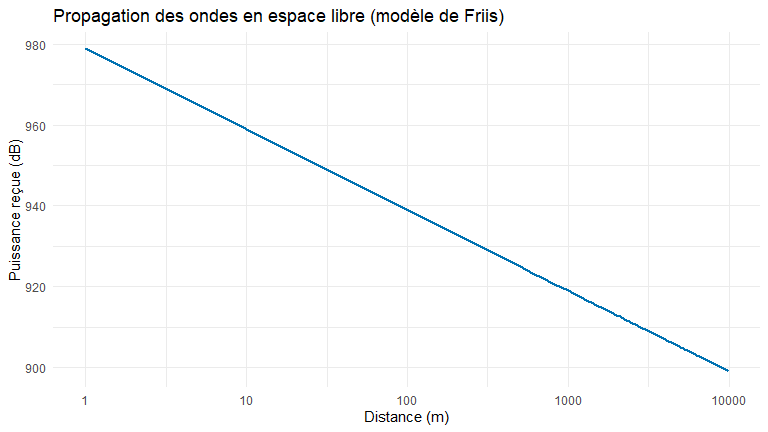 Propagation des ondes en espace libre (modèle de Friis)
Puissance reçue (dB)
980
960
940
920
900
1 10 100 1000 10000
Distance (m)